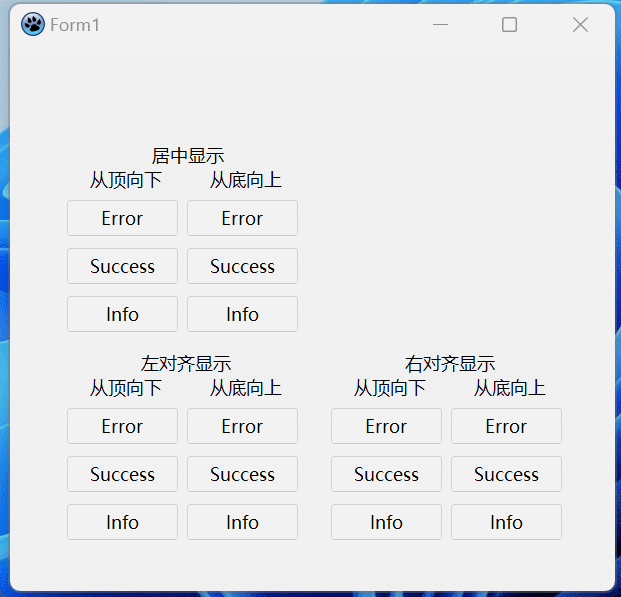 Form1
居中显示
从顶向下 从底向上
Error Error
Success Success
Info Info
左对齐显示 右对齐显示
从顶向下 从底向上 从顶向下 从底向上
Error Error Error Error
Success Success Success Success
Info Info Info Info